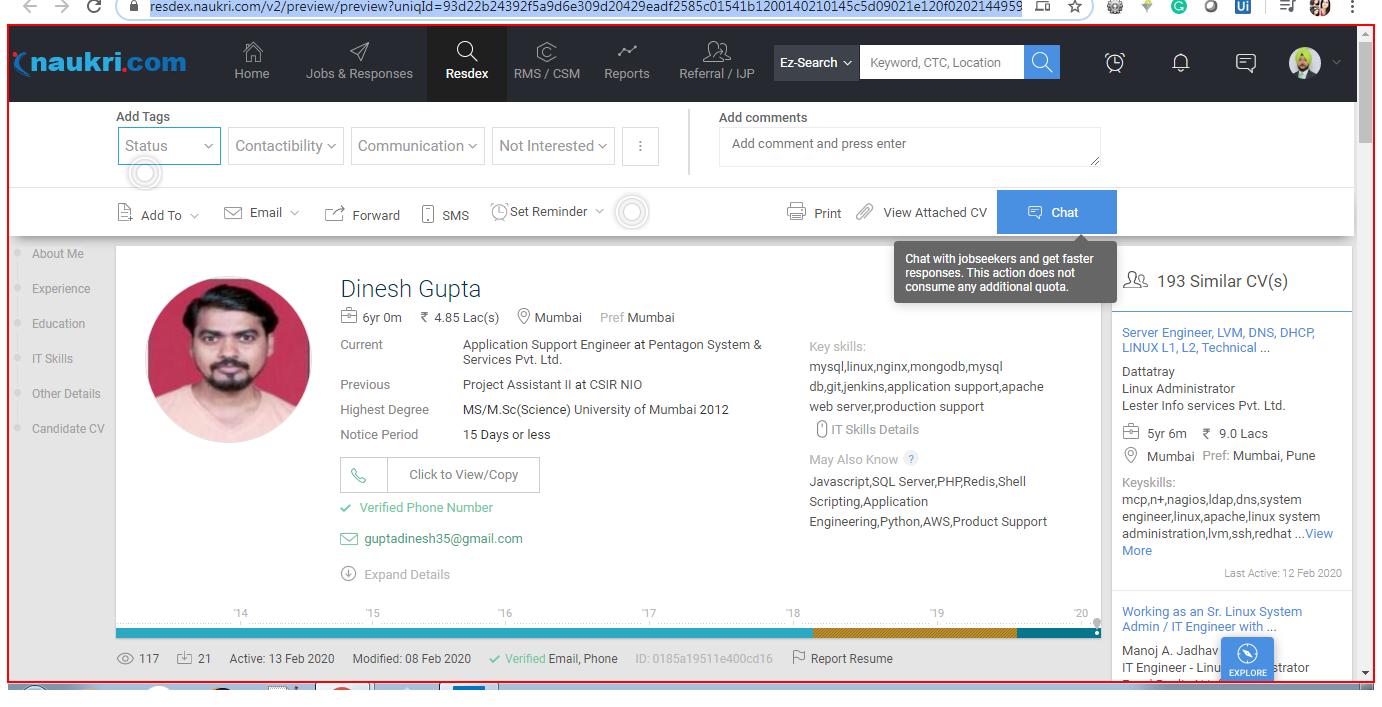 resdex.naukri.com/v2/preview/preview?uniqId=93d22b24392f5a9d6e309d20429eadf2585c01541b1200140210145c5d09021e120f0202144959
naukri.com
Home
Jobs & Responses
Resdex
RMS / CSM
Reports
Referral / IJP
Ez-Search
Keyword, CTC, Location
Add Tags
Add comments
Status
Contactibility
Communication
Not Interested
Add comment and press enter
Add To
Email
Forward
SMS
Set Reminder
Print
View Attached CV
Chat
Chat with jobseekers and get faster
responses. This action does not
consume any additional quota.
About Me
Experience
Education
IT Skills
Other Details
Candidate CV
Dinesh Gupta
6yr 0m ₹ 4.85 Lac(s) Mumbai Pref Mumbai
Current Application Support Engineer at Pentagon System &
Services Pvt. Ltd.
Previous Project Assistant II at CSIR NIO
Highest Degree MS/M.Sc(Science) University of Mumbai 2012
Notice Period 15 Days or less
Click to View/Copy
Verified Phone Number
guptadinesh35@gmail.com
Expand Details
Key skills:
mysql,linux,nginx,mongodb,mysql
db,git,jenkins,application support,apache
web server,production support
IT Skills Details
May Also Know ?
Javascript,SQL Server,PHP,Redis,Shell
Scripting,Application
Engineering,Python,AWS,Product Support
'14 '15 '16 '17 '18 '19 '20
117 21 Active: 13 Feb 2020 Modified: 08 Feb 2020 Verified Email, Phone ID: 0185a19511e400cd16 Report Resume
193 Similar CV(s)
Server Engineer, LVM, DNS, DHCP,
LINUX L1, L2, Technical ...
Dattatray
Linux Administrator
Lester Info services Pvt. Ltd.
5yr 6m ₹ 9.0 Lacs
Mumbai Pref: Mumbai, Pune
Keyskills:
mcp,n+,nagios,ldap,dns,system
engineer,linux,apache,linux system
administration,lvm,ssh,redhat ...View
More
Last Active: 12 Feb 2020
Working as an Sr. Linux System
Admin / IT Engineer with ...
Manoj A. Jadhav
IT Engineer - Linu
EXPLORE